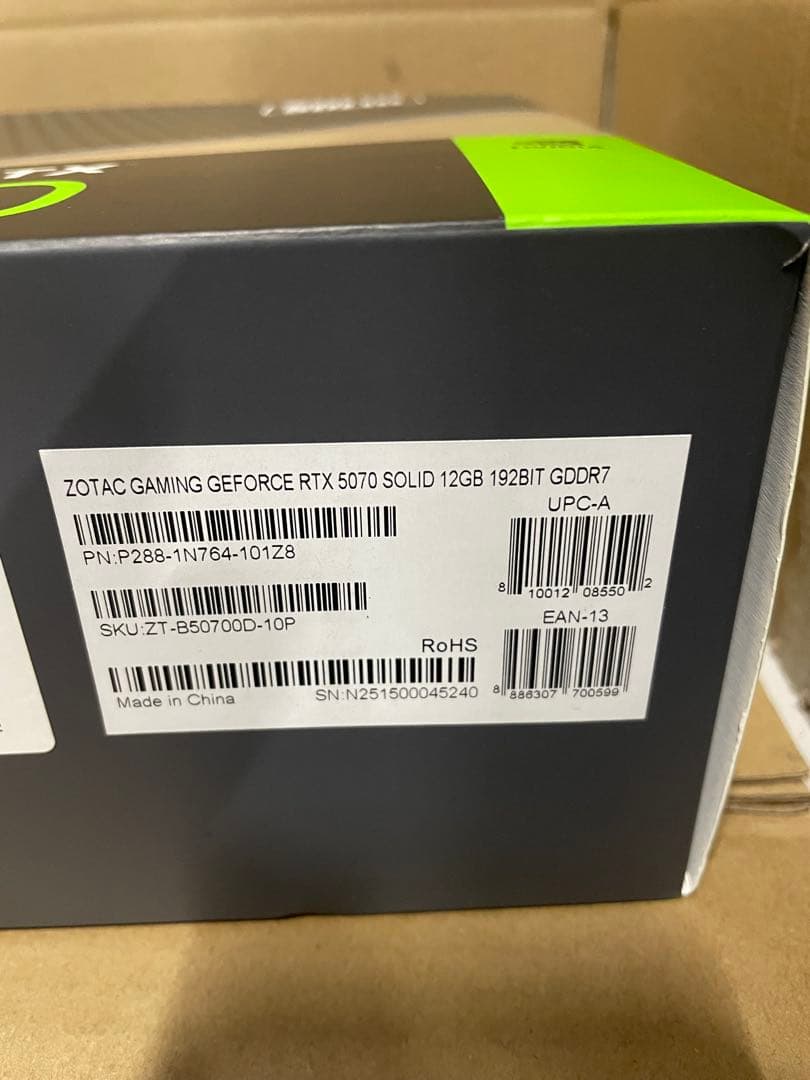 ZOTAC GAMING GEFORCE RTX 5070 SOLID 12GB 192BIT GDDR7
UPC-A
PN:P288-1N764-101Z8
8 10012 08550 2
SKU:ZT-B50700D-10P
EAN-13
RoHS
Made in China
SN:N251500045240
8 886307 700599